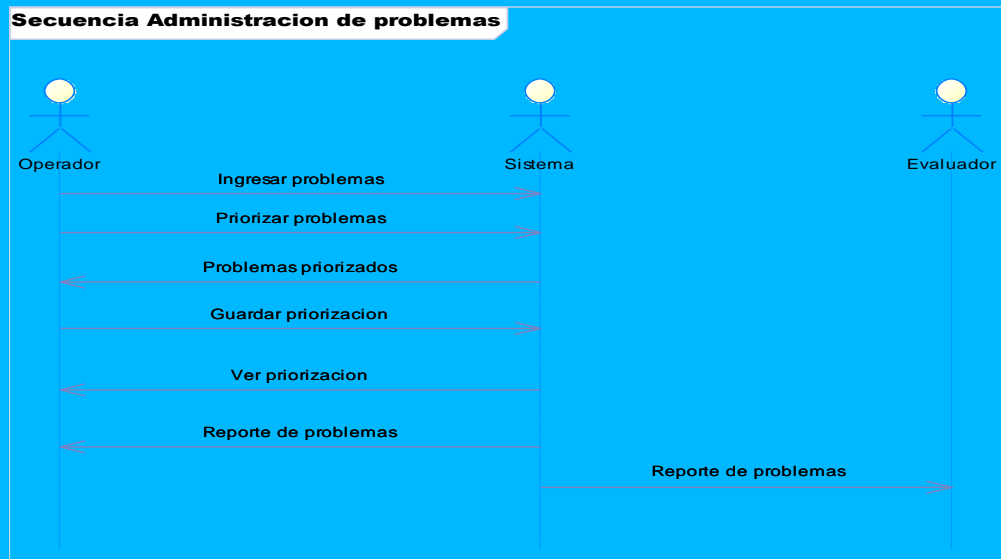 Secuencia Administracion de problemas
Operador
Sistema
Evaluador
Ingresar problemas
Priorizar problemas
Problemas priorizados
Guardar priorizacion
Ver priorizacion
Reporte de problemas
Reporte de problemas